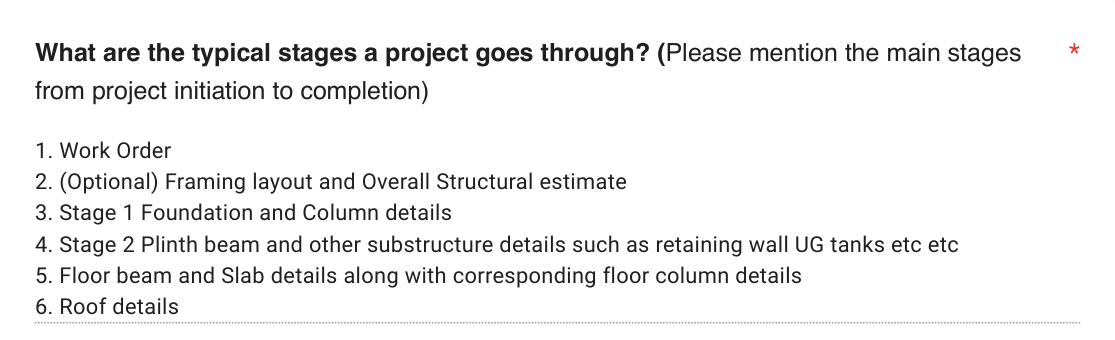 What are the typical stages a project goes through? (Please mention the main stages *
from project initiation to completion)
1. Work Order
2. (Optional) Framing layout and Overall Structural estimate
3. Stage 1 Foundation and Column details
4. Stage 2 Plinth beam and other substructure details such as retaining wall UG tanks etc etc
5. Floor beam and Slab details along with corresponding floor column details
6. Roof details